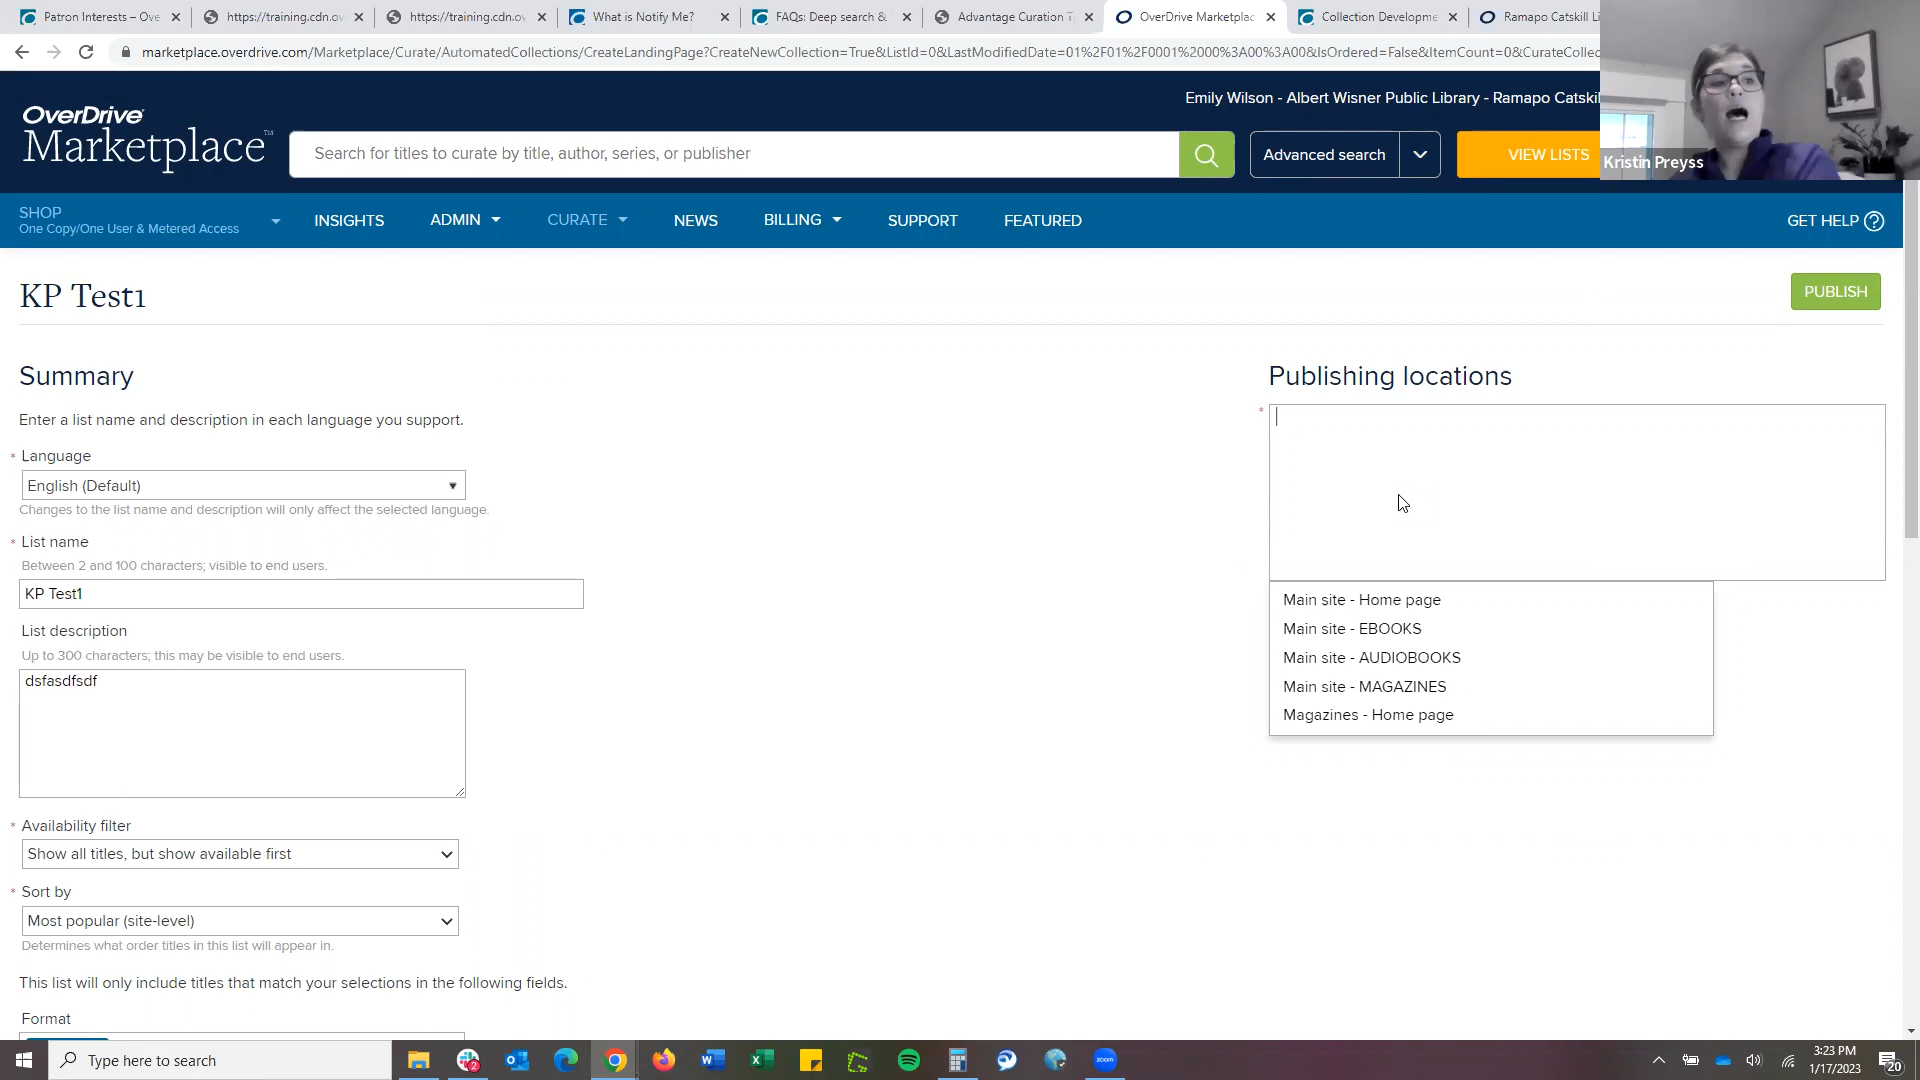 Patron Interests – Ove
https://training.cdn.ov
https://training.cdn.o
What is Notify Me?
FAQs: Deep search &
Advantage Curation T
OverDrive Marketplac
Collection Developme
Ramapo Catskill Li
marketplace.overdrive.com/Marketplace/Curate/AutomatedCollections/CreateLandingPage?CreateNewCollection=True&ListId=0&LastModifiedDate=01%2F01%2F0001%2000%3A00%3A00&IsOrdered=False&ItemCount=0&CurateCollec
Emily Wilson - Albert Wisner Public Library - Ramapo Catskil
OverDrive
Marketplace™
Search for titles to curate by title, author, series, or publisher
Advanced search
VIEW LISTS
Kristin Preyss
SHOP
One Copy/One User & Metered Access
INSIGHTS
ADMIN
CURATE
NEWS
BILLING
SUPPORT
FEATURED
GET HELP ?
KP Test1
PUBLISH
Summary
Enter a list name and description in each language you support.
* Language
English (Default)
Changes to the list name and description will only affect the selected language.
* List name
Between 2 and 100 characters; visible to end users.
KP Test1
List description
Up to 300 characters; this may be visible to end users.
dsfasdfsdf
* Availability filter
Show all titles, but show available first
* Sort by
Most popular (site-level)
Determines what order titles in this list will appear in.
This list will only include titles that match your selections in the following fields.
Format
Publishing locations
*
Main site - Home page
Main site - EBOOKS
Main site - AUDIOBOOKS
Main site - MAGAZINES
Magazines - Home page
Type here to search
2
zoom
3:23 PM
1/17/2023
20